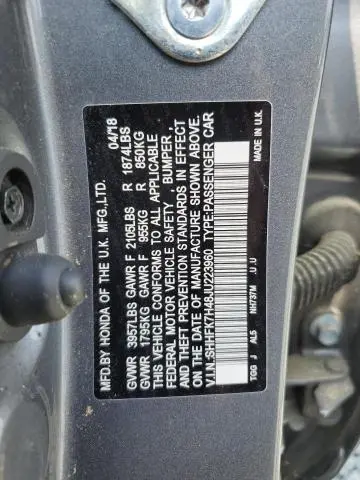 MFD.BY HONDA OF THE U.K. MFG.,LTD. 04/18
GVWR 3957LBS GAWR F 2105LBS R 1874LBS
GVWR 1795KG GAWR F 955KG R 850KG
THIS VEHICLE CONFORMS TO ALL APPLICABLE
FEDERAL MOTOR VEHICLE SAFETY, BUMPER,
AND THEFT PREVENTION STANDARDS IN EFFECT
ON THE DATE OF MANUFACTURE SHOWN ABOVE.
V.I.N.:SHHFK7H48JU223960 TYPE:PASSENGER CAR
TGG J AL5 NH737M U U